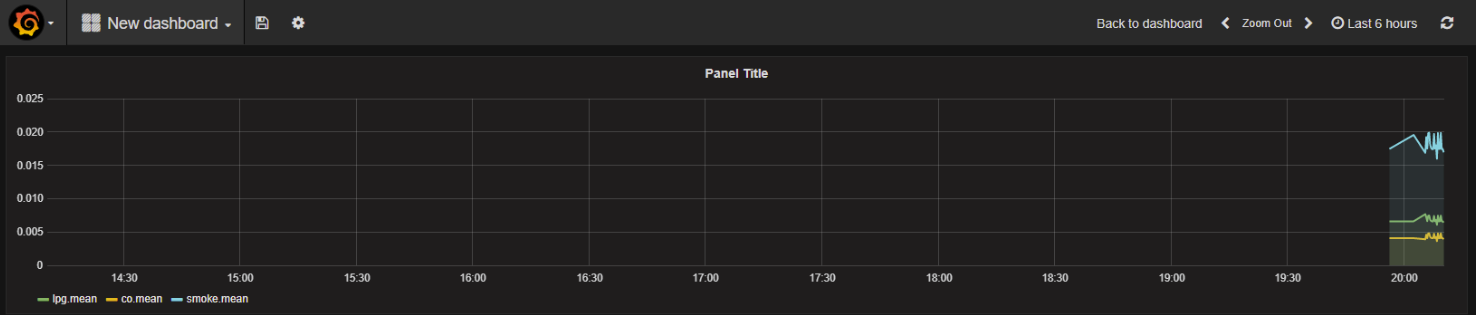 New dashboard Back to dashboard Zoom Out Last 6 hours
Panel Title
0.025
0.020
0.015
0.010
0.005
0
14:30 15:00 15:30 16:00 16:30 17:00 17:30 18:00 18:30 19:00 19:30 20:00
lpg.mean co.mean smoke.mean